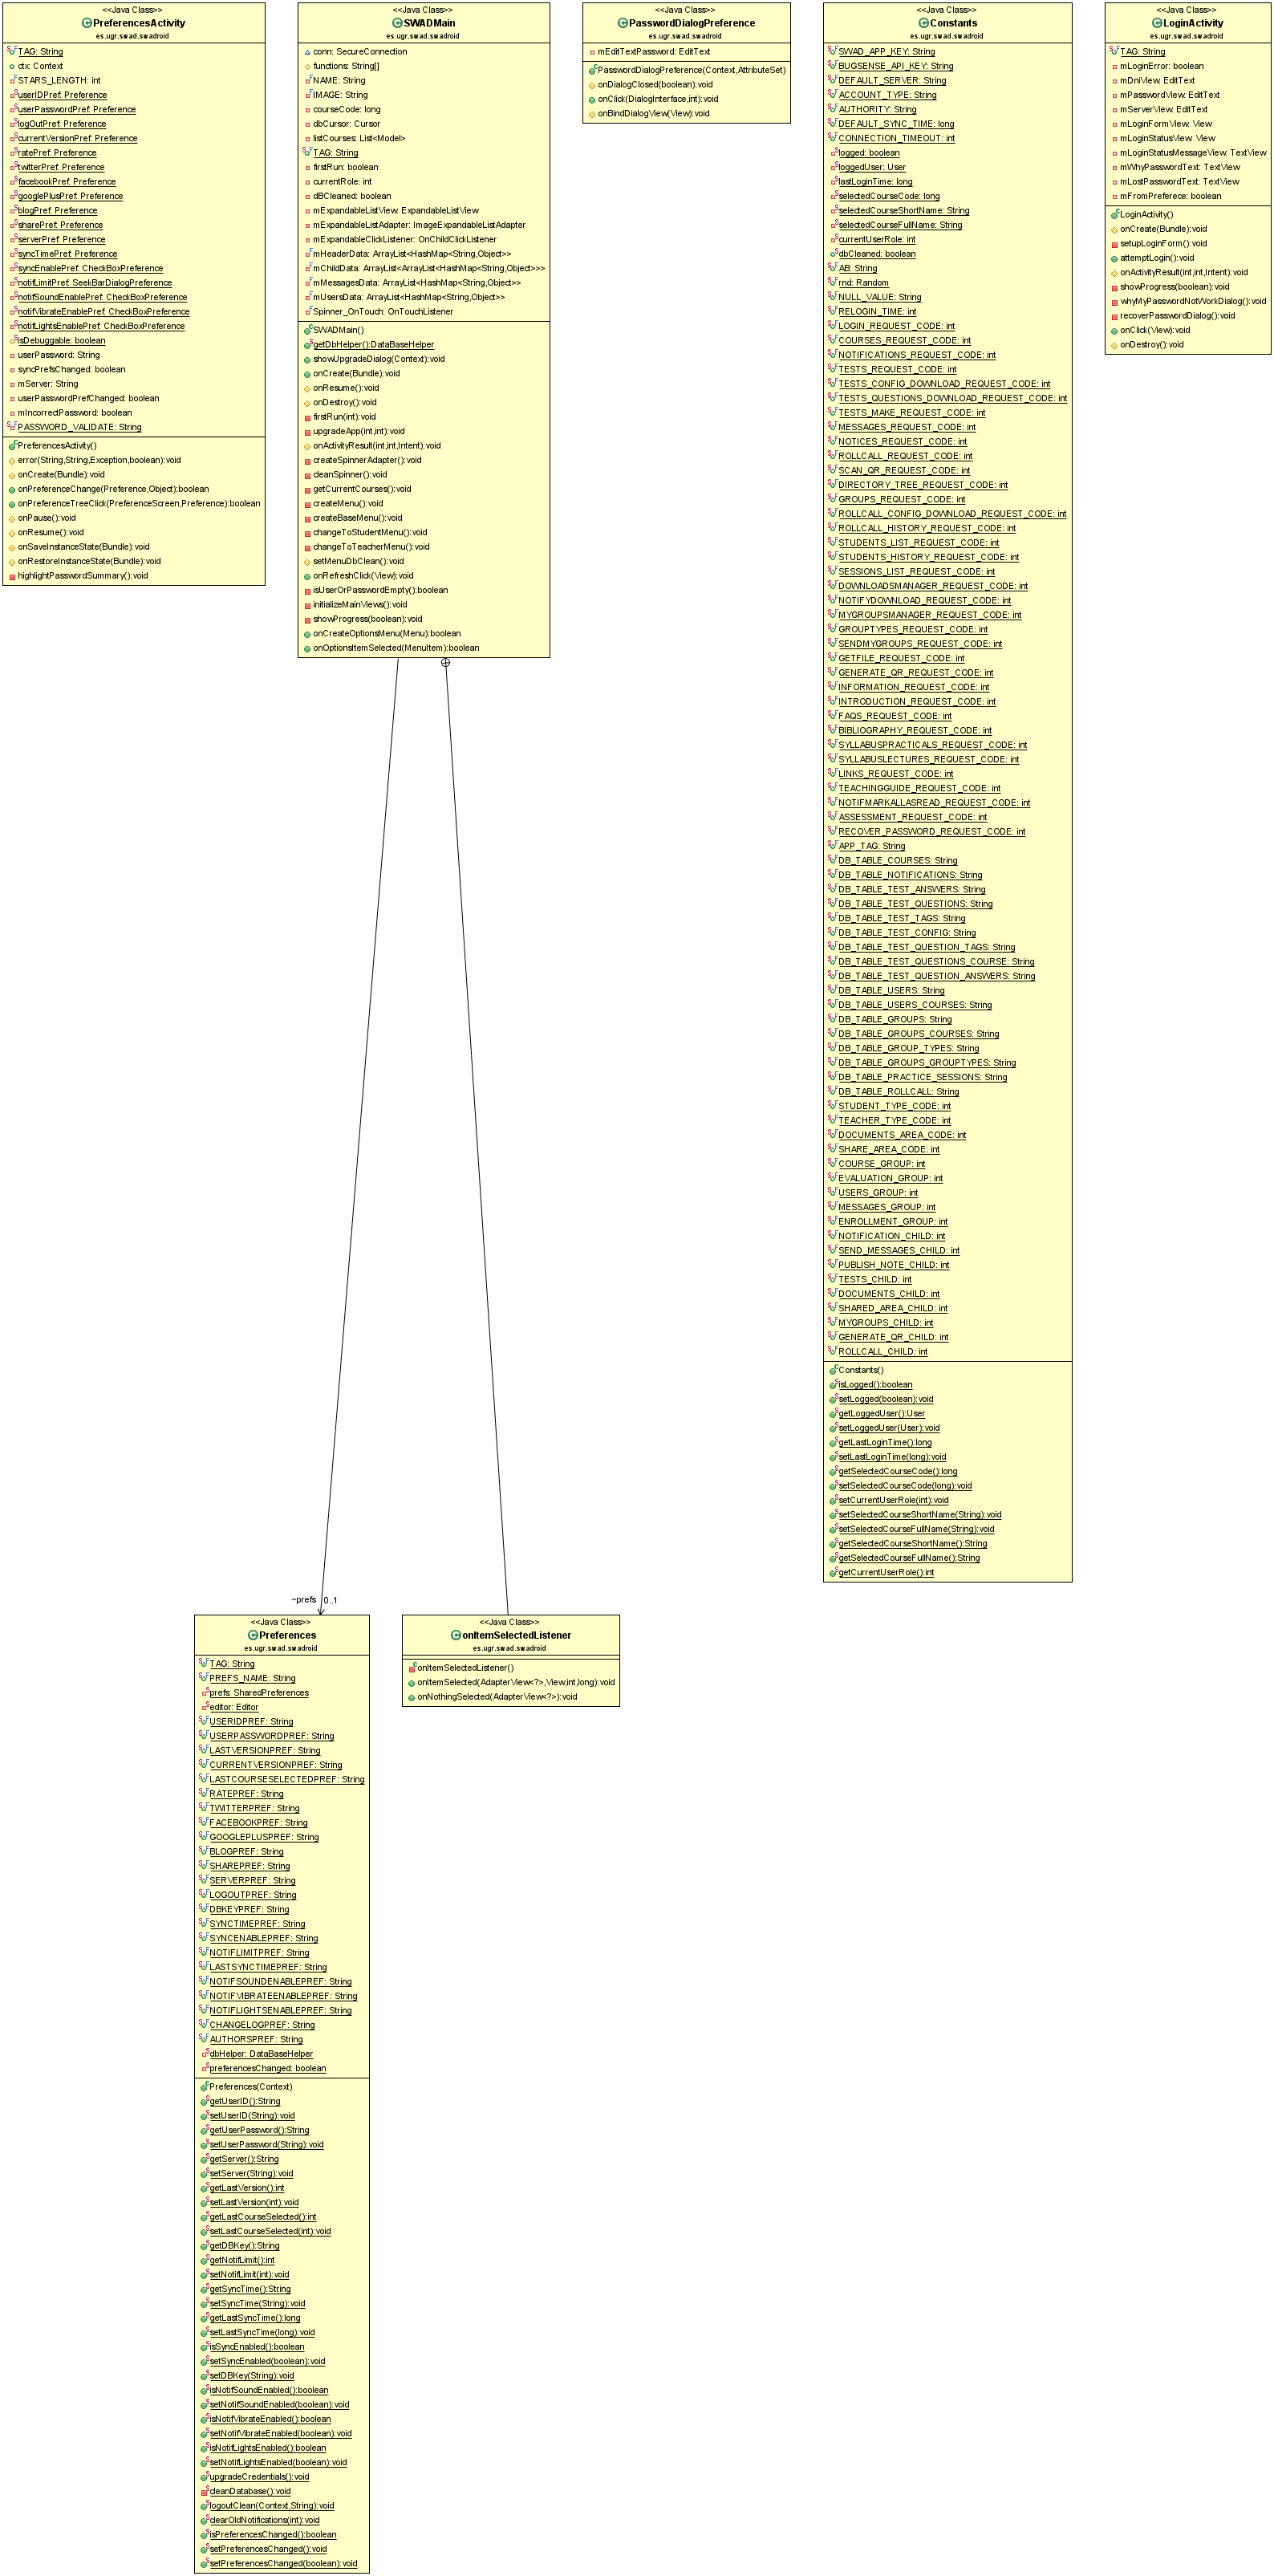 <<Java Class>>
PreferencesActivity
es.ugr.swad.swadroid
TAG: String
ctx: Context
STARS_LENGTH: int
userIDPref: Preference
userPasswordPref: Preference
logOutPref: Preference
currentVersionPref: Preference
ratePref: Preference
twitterPref: Preference
facebookPref: Preference
googlePlusPref: Preference
blogPref: Preference
sharePref: Preference
serverPref: Preference
syncTimePref: Preference
syncEnablePref: CheckBoxPreference
notifLimitPref: SeekBarDialogPreference
notifSoundEnablePref: CheckBoxPreference
notifVibrateEnablePref: CheckBoxPreference
notifLightsEnablePref: CheckBoxPreference
isDebuggable: boolean
userPassword: String
syncPrefsChanged: boolean
mServer: String
userPasswordPrefChanged: boolean
mIncorrectPassword: boolean
PASSWORD_VALIDATE: String
PreferencesActivity()
error(String,String,Exception,boolean):void
onCreate(Bundle):void
onPreferenceChange(Preference,Object):boolean
onPreferenceTreeClick(PreferenceScreen,Preference):boolean
onPause():void
onResume():void
onSaveInstanceState(Bundle):void
onRestoreInstanceState(Bundle):void
highlightPasswordSummary():void
<<Java Class>>
SWADMain
es.ugr.swad.swadroid
conn: SecureConnection
functions: String[]
NAME: String
IMAGE: String
courseCode: long
dbCursor: Cursor
listCourses: List<Model>
TAG: String
firstRun: boolean
currentRole: int
dBCleaned: boolean
mExpandableListView: ExpandableListView
mExpandableListAdapter: ImageExpandableListAdapter
mExpandableClickListener: OnChildClickListener
mHeaderData: ArrayList<HashMap<String,Object>>
mChildData: ArrayList<ArrayList<HashMap<String,Object>>>
mMessagesData: ArrayList<HashMap<String,Object>>
mUsersData: ArrayList<HashMap<String,Object>>
Spinner_OnTouch: OnTouchListener
SWADMain()
getDbHelper():DataBaseHelper
showUpgradeDialog(Context):void
onCreate(Bundle):void
onResume():void
onDestroy():void
firstRun(int):void
upgradeApp(int,int):void
onActivityResult(int,int,Intent):void
createSpinnerAdapter():void
cleanSpinner():void
getCurrentCourses():void
createMenu():void
createBaseMenu():void
changeToStudentMenu():void
changeToTeacherMenu():void
setMenuDbClean():void
onRefreshClick(View):void
isUserOrPasswordEmpty():boolean
initializeMainViews():void
showProgress(boolean):void
onCreateOptionsMenu(Menu):boolean
onOptionsItemSelected(MenuItem):boolean
<<Java Class>>
PasswordDialogPreference
es.ugr.swad.swadroid
mEditTextPassword: EditText
PasswordDialogPreference(Context,AttributeSet)
onDialogClosed(boolean):void
onClick(DialogInterface,int):void
onBindDialogView(View):void
<<Java Class>>
Constants
es.ugr.swad.swadroid
SWAD_APP_KEY: String
BUGSENSE_API_KEY: String
DEFAULT_SERVER: String
ACCOUNT_TYPE: String
AUTHORITY: String
DEFAULT_SYNC_TIME: long
CONNECTION_TIMEOUT: int
logged: boolean
loggedUser: User
lastLoginTime: long
selectedCourseCode: long
selectedCourseShortName: String
selectedCourseFullName: String
currentUserRole: int
dbCleaned: boolean
AB: String
rnd: Random
NULL_VALUE: String
RELOGIN_TIME: int
LOGIN_REQUEST_CODE: int
COURSES_REQUEST_CODE: int
NOTIFICATIONS_REQUEST_CODE: int
TESTS_REQUEST_CODE: int
TESTS_CONFIG_DOWNLOAD_REQUEST_CODE: int
TESTS_QUESTIONS_DOWNLOAD_REQUEST_CODE: int
TESTS_MAKE_REQUEST_CODE: int
MESSAGES_REQUEST_CODE: int
NOTICES_REQUEST_CODE: int
ROLLCALL_REQUEST_CODE: int
SCAN_QR_REQUEST_CODE: int
DIRECTORY_TREE_REQUEST_CODE: int
GROUPS_REQUEST_CODE: int
ROLLCALL_CONFIG_DOWNLOAD_REQUEST_CODE: int
ROLLCALL_HISTORY_REQUEST_CODE: int
STUDENTS_LIST_REQUEST_CODE: int
STUDENTS_HISTORY_REQUEST_CODE: int
SESSIONS_LIST_REQUEST_CODE: int
DOWNLOADSMANAGER_REQUEST_CODE: int
NOTIFYDOWNLOAD_REQUEST_CODE: int
MYGROUPSMANAGER_REQUEST_CODE: int
GROUPTYPES_REQUEST_CODE: int
SENDMYGROUPS_REQUEST_CODE: int
GETFILE_REQUEST_CODE: int
GENERATE_QR_REQUEST_CODE: int
INFORMATION_REQUEST_CODE: int
INTRODUCTION_REQUEST_CODE: int
FAQS_REQUEST_CODE: int
BIBLIOGRAPHY_REQUEST_CODE: int
SYLLABUSPRACTICALS_REQUEST_CODE: int
SYLLABUSLECTURES_REQUEST_CODE: int
LINKS_REQUEST_CODE: int
TEACHINGGUIDE_REQUEST_CODE: int
NOTIFMARKALLASREAD_REQUEST_CODE: int
ASSESSMENT_REQUEST_CODE: int
RECOVER_PASSWORD_REQUEST_CODE: int
APP_TAG: String
DB_TABLE_COURSES: String
DB_TABLE_NOTIFICATIONS: String
DB_TABLE_TEST_ANSWERS: String
DB_TABLE_TEST_QUESTIONS: String
DB_TABLE_TEST_TAGS: String
DB_TABLE_TEST_CONFIG: String
DB_TABLE_TEST_QUESTION_TAGS: String
DB_TABLE_TEST_QUESTIONS_COURSE: String
DB_TABLE_TEST_QUESTION_ANSWERS: String
DB_TABLE_USERS: String
DB_TABLE_USERS_COURSES: String
DB_TABLE_GROUPS: String
DB_TABLE_GROUPS_COURSES: String
DB_TABLE_GROUP_TYPES: String
DB_TABLE_GROUPS_GROUPTYPES: String
DB_TABLE_PRACTICE_SESSIONS: String
DB_TABLE_ROLLCALL: String
STUDENT_TYPE_CODE: int
TEACHER_TYPE_CODE: int
DOCUMENTS_AREA_CODE: int
SHARE_AREA_CODE: int
COURSE_GROUP: int
EVALUATION_GROUP: int
USERS_GROUP: int
MESSAGES_GROUP: int
ENROLLMENT_GROUP: int
NOTIFICATION_CHILD: int
SEND_MESSAGES_CHILD: int
PUBLISH_NOTE_CHILD: int
TESTS_CHILD: int
DOCUMENTS_CHILD: int
SHARED_AREA_CHILD: int
MYGROUPS_CHILD: int
GENERATE_QR_CHILD: int
ROLLCALL_CHILD: int
Constants()
isLogged():boolean
setLogged(boolean):void
getLoggedUser():User
setLoggedUser(User):void
getLastLoginTime():long
setLastLoginTime(long):void
getSelectedCourseCode():long
setSelectedCourseCode(long):void
setCurrentUserRole(int):void
setSelectedCourseShortName(String):void
setSelectedCourseFullName(String):void
getSelectedCourseShortName():String
getSelectedCourseFullName():String
getCurrentUserRole():int
<<Java Class>>
LoginActivity
es.ugr.swad.swadroid
TAG: String
mLoginError: boolean
mDniView: EditText
mPasswordView: EditText
mServerView: EditText
mLoginFormView: View
mLoginStatusView: View
mLoginStatusMessageView: TextView
mWhyPasswordText: TextView
mLostPasswordText: TextView
mFromPreferece: boolean
LoginActivity()
onCreate(Bundle):void
setupLoginForm():void
attemptLogin():void
onActivityResult(int,int,Intent):void
showProgress(boolean):void
whyMyPasswordNotWorkDialog():void
recoverPasswordDialog():void
onClick(View):void
onDestroy():void
~prefs 0..1
<<Java Class>>
Preferences
es.ugr.swad.swadroid
TAG: String
PREFS_NAME: String
prefs: SharedPreferences
editor: Editor
USERIDPREF: String
USERPASSWORDPREF: String
LASTVERSIONPREF: String
CURRENTVERSIONPREF: String
LASTCOURSESELECTEDPREF: String
RATEPREF: String
TWITTERPREF: String
FACEBOOKPREF: String
GOOGLEPLUSPREF: String
BLOGPREF: String
SHAREPREF: String
SERVERPREF: String
LOGOUTPREF: String
DBKEYPREF: String
SYNCTIMEPREF: String
SYNCENABLEPREF: String
NOTIFLIMITPREF: String
LASTSYNCTIMEPREF: String
NOTIFSOUNDENABLEPREF: String
NOTIFVIBRATEENABLEPREF: String
NOTIFLIGHTSENABLEPREF: String
CHANGELOGPREF: String
AUTHORSPREF: String
dbHelper: DataBaseHelper
preferencesChanged: boolean
Preferences(Context)
getUserID():String
setUserID(String):void
getUserPassword():String
setUserPassword(String):void
getServer():String
setServer(String):void
getLastVersion():int
setLastVersion(int):void
getLastCourseSelected():int
setLastCourseSelected(int):void
getDBKey():String
getNotifLimit():int
setNotifLimit(int):void
getSyncTime():String
setSyncTime(String):void
getLastSyncTime():long
setLastSyncTime(long):void
isSyncEnabled():boolean
setSyncEnabled(boolean):void
setDBKey(String):void
isNotifSoundEnabled():boolean
setNotifSoundEnabled(boolean):void
isNotifVibrateEnabled():boolean
setNotifVibrateEnabled(boolean):void
isNotifLightsEnabled():boolean
setNotifLightsEnabled(boolean):void
upgradeCredentials():void
cleanDatabase():void
logoutClean(Context,String):void
clearOldNotifications(int):void
isPreferencesChanged():boolean
setPreferencesChanged():void
setPreferencesChanged(boolean):void
<<Java Class>>
onItemSelectedListener
es.ugr.swad.swadroid
onItemSelectedListener()
onItemSelected(AdapterView<?>,View,int,long):void
onNothingSelected(AdapterView<?>):void